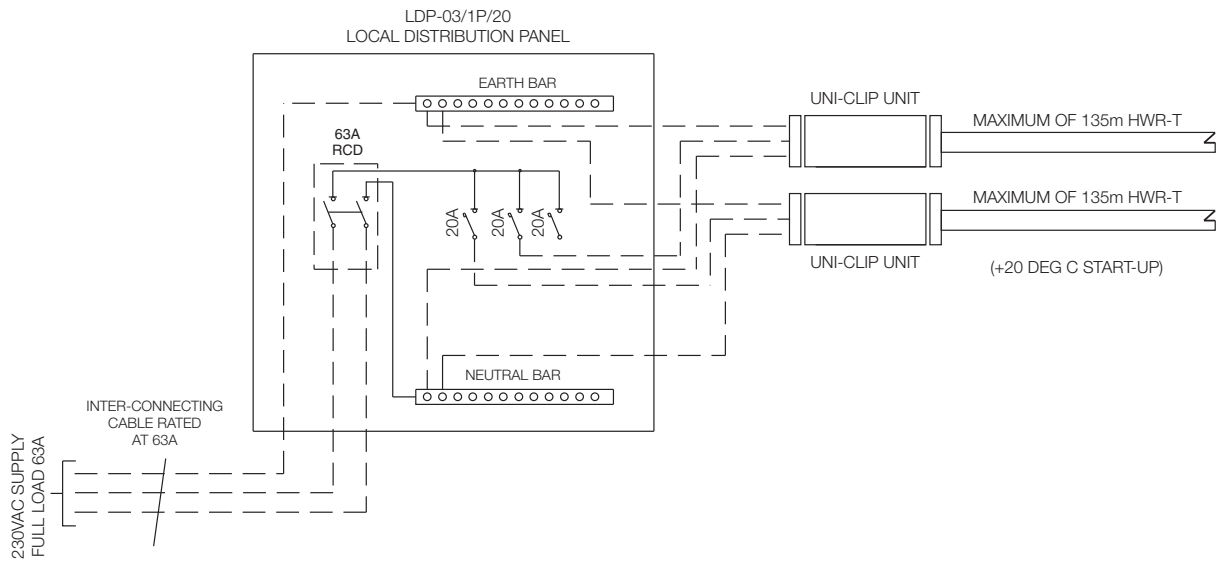 LDP-03/1P/20
LOCAL DISTRIBUTION PANEL
EARTH BAR
63A
RCD
20A
20A
20A
NEUTRAL BAR
UNI-CLIP UNIT
MAXIMUM OF 135m HWR-T
MAXIMUM OF 135m HWR-T
UNI-CLIP UNIT
(+20 DEG C START-UP)
INTER-CONNECTING
CABLE RATED
AT 63A
230VAC SUPPLY
FULL LOAD 63A